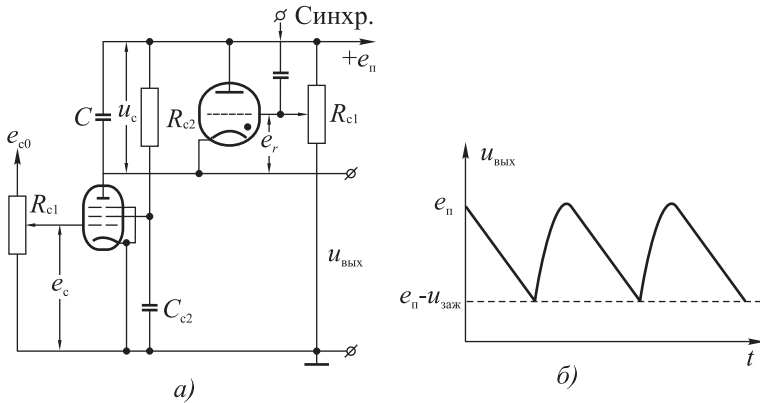 Синхр.
+eп
C
uс
Rс2
er
Rс1
eс0
Rс1
eс
Cс2
uвых
а)
uвых
eп
eп-uзаж
t
б)